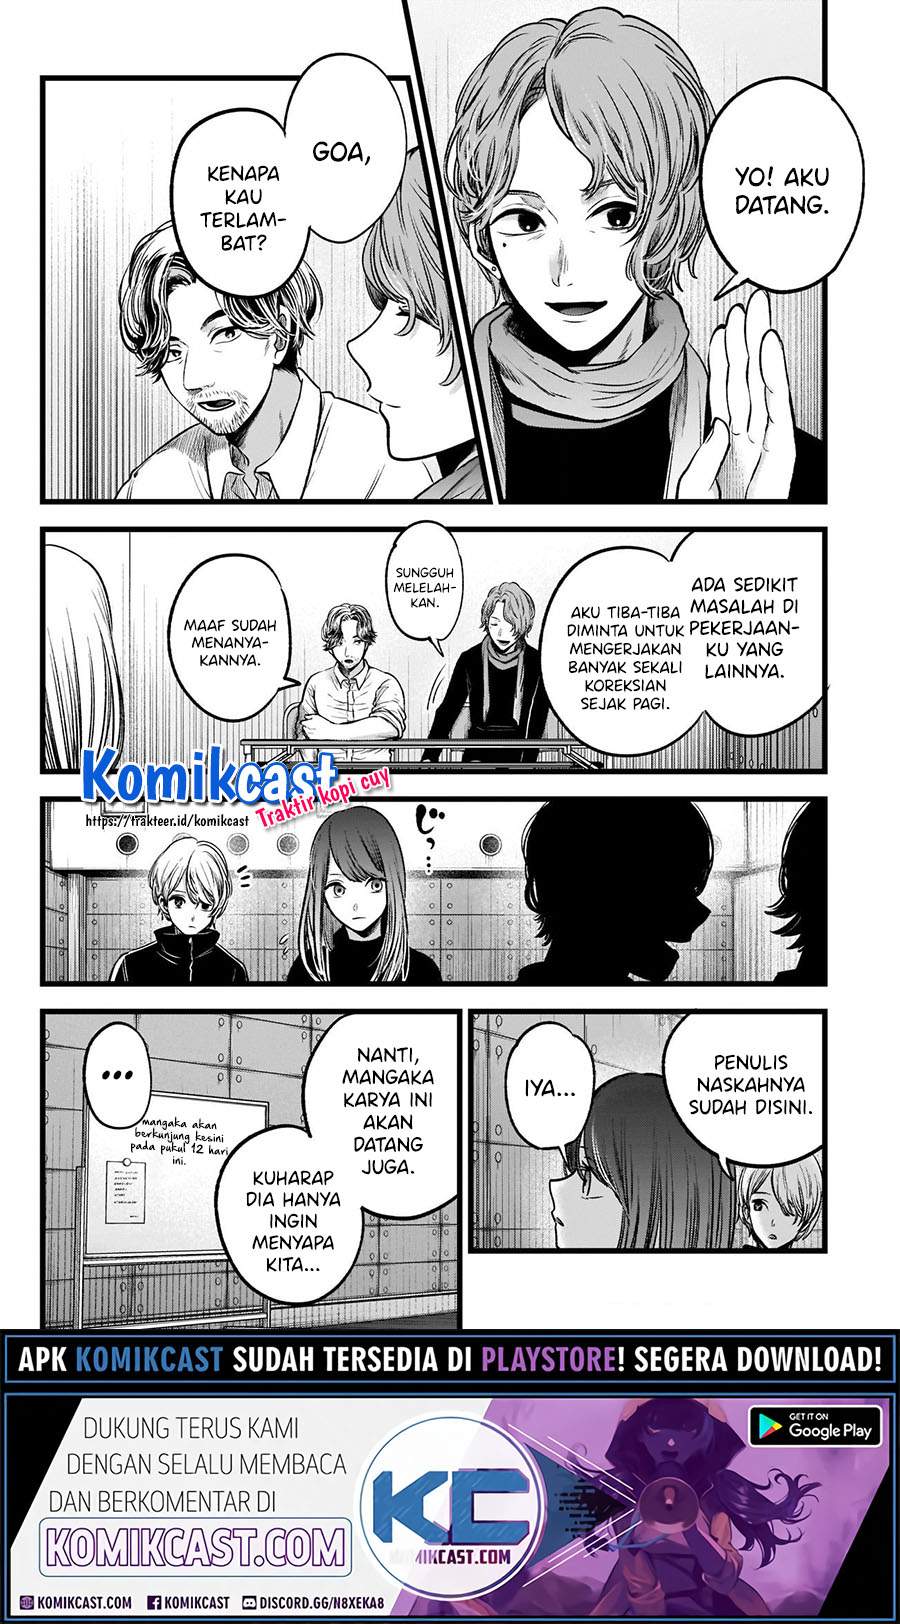 YO! AKU
DATANG.
GOA,
KENAPA
KAU
TERLAM-
BAT?
ADA SEDIKIT
MASALAH DI
PEKERJAAN-
KU YANG
LAINNYA.
AKU TIBA-TIBA
DIMINTA UNTUK
MENGERJAKAN
BANYAK SEKALI
KOREKSIAN
SEJAK PAGI.
SUNGGUH
MELELAH-
KAN.
MAAF SUDAH
MENANYA-
KANNYA.
Komikcast
Traktir kopi cuy
https://trakteer.id/komikcast
じっ…
PENULIS
NASKAHNYA
SUDAH DISINI.
IYA...
NANTI,
MANGAKA
KARYA INI
AKAN
DATANG
JUGA.
KUHARAP
DIA HANYA
INGIN
MENYAPA
KITA...
...
mangaka akan
berkunjung kesini
pada pukul 12 hari
ini.
APK KOMIKCAST SUDAH TERSEDIA DI PLAYSTORE! SEGERA DOWNLOAD!
DUKUNG TERUS KAMI
DENGAN SELALU MEMBACA
DAN BERKOMENTAR DI
KOMIKCAST.COM
KC
KOMIKCAST.COM
GET IT ON
Google Play
KOMIKCAST.COM
KOMIKCAST
DISCORD.GG/N8XEKA8